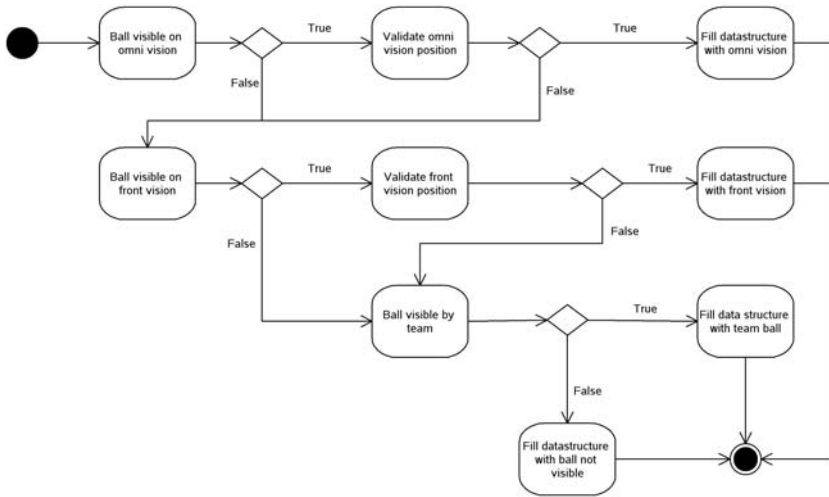 Ball visible on
omni vision
True
Validate omni
vision position
True
Fill datastructure
with omni vision
False
False
Ball visible on
front vision
True
Validate front
vision position
True
Fill datastructure
with front vision
False
False
Ball visible by
team
True
Fill data structure
with team ball
False
Fill datastructure
with ball not
visible